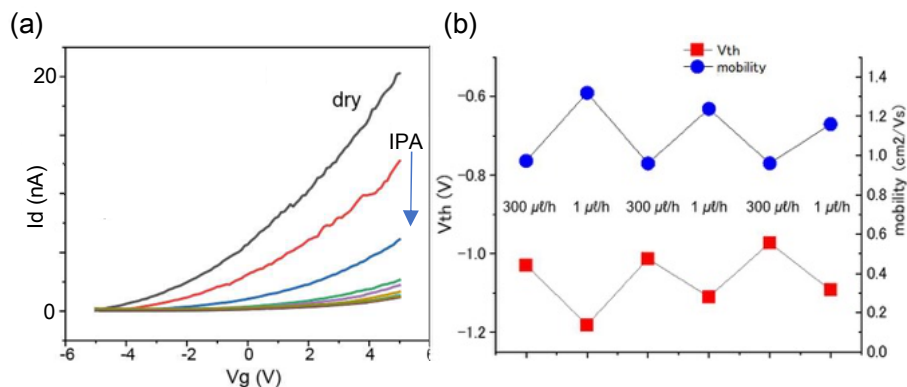 (a)
20
dry
IPA
Id (nA)
0
-6 -4 -2 0 2 4 6
Vg (V)
(b)
Vth
mobility
−0.6
−0.8
−1.0
−1.2
Vth (V)
300 μℓ/h 1 μℓ/h 300 μℓ/h 1 μℓ/h 300 μℓ/h 1 μℓ/h
1.4
1.2
1.0
0.8
0.6
0.4
0.2
0.0
mobility (cm2/Vs)